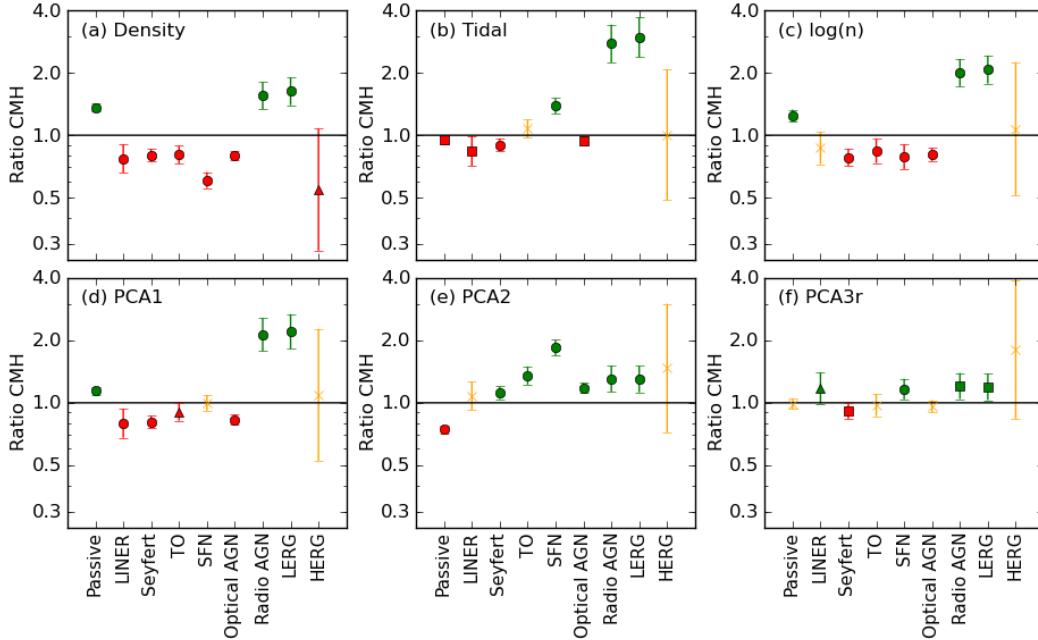 (a) Density
(b) Tidal
(c) log(n)
4.0
2.0
1.0
0.5
0.3
Ratio CMH
4.0
2.0
1.0
0.5
0.3
Ratio CMH
4.0
2.0
1.0
0.5
0.3
Ratio CMH
(d) PCA1
(e) PCA2
(f) PCA3r
4.0
2.0
1.0
0.5
0.3
Ratio CMH
4.0
2.0
1.0
0.5
0.3
Ratio CMH
4.0
2.0
1.0
0.5
0.3
Ratio CMH
Passive
LINER
Seyfert
TO
SFN
Optical AGN
Radio AGN
LERG
HERG
Passive
LINER
Seyfert
TO
SFN
Optical AGN
Radio AGN
LERG
HERG
Passive
LINER
Seyfert
TO
SFN
Optical AGN
Radio AGN
LERG
HERG